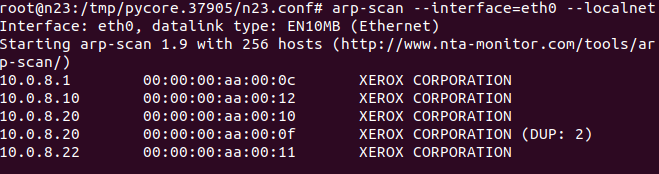 root@n23:/tmp/pycore.37905/n23.conf# arp-scan --interface=eth0 --localnet
Interface: eth0, datalink type: EN10MB (Ethernet)
Starting arp-scan 1.9 with 256 hosts (http://www.nta-monitor.com/tools/ar
p-scan/)
10.0.8.1 00:00:00:aa:00:0c XEROX CORPORATION
10.0.8.10 00:00:00:aa:00:12 XEROX CORPORATION
10.0.8.20 00:00:00:aa:00:10 XEROX CORPORATION
10.0.8.20 00:00:00:aa:00:0f XEROX CORPORATION (DUP: 2)
10.0.8.22 00:00:00:aa:00:11 XEROX CORPORATION